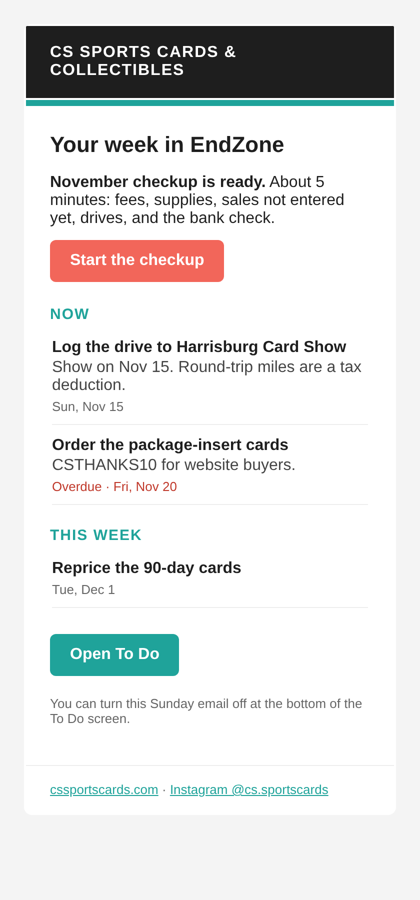 CS SPORTS CARDS &
COLLECTIBLES
Your week in EndZone
November checkup is ready. About 5
minutes: fees, supplies, sales not entered
yet, drives, and the bank check.
Start the checkup
NOW
Log the drive to Harrisburg Card Show
Show on Nov 15. Round-trip miles are a tax
deduction.
Sun, Nov 15
Order the package-insert cards
CSTHANKS10 for website buyers.
Overdue · Fri, Nov 20
THIS WEEK
Reprice the 90-day cards
Tue, Dec 1
Open To Do
You can turn this Sunday email off at the bottom of the
To Do screen.
cssportscards.com · Instagram @cs.sportscards